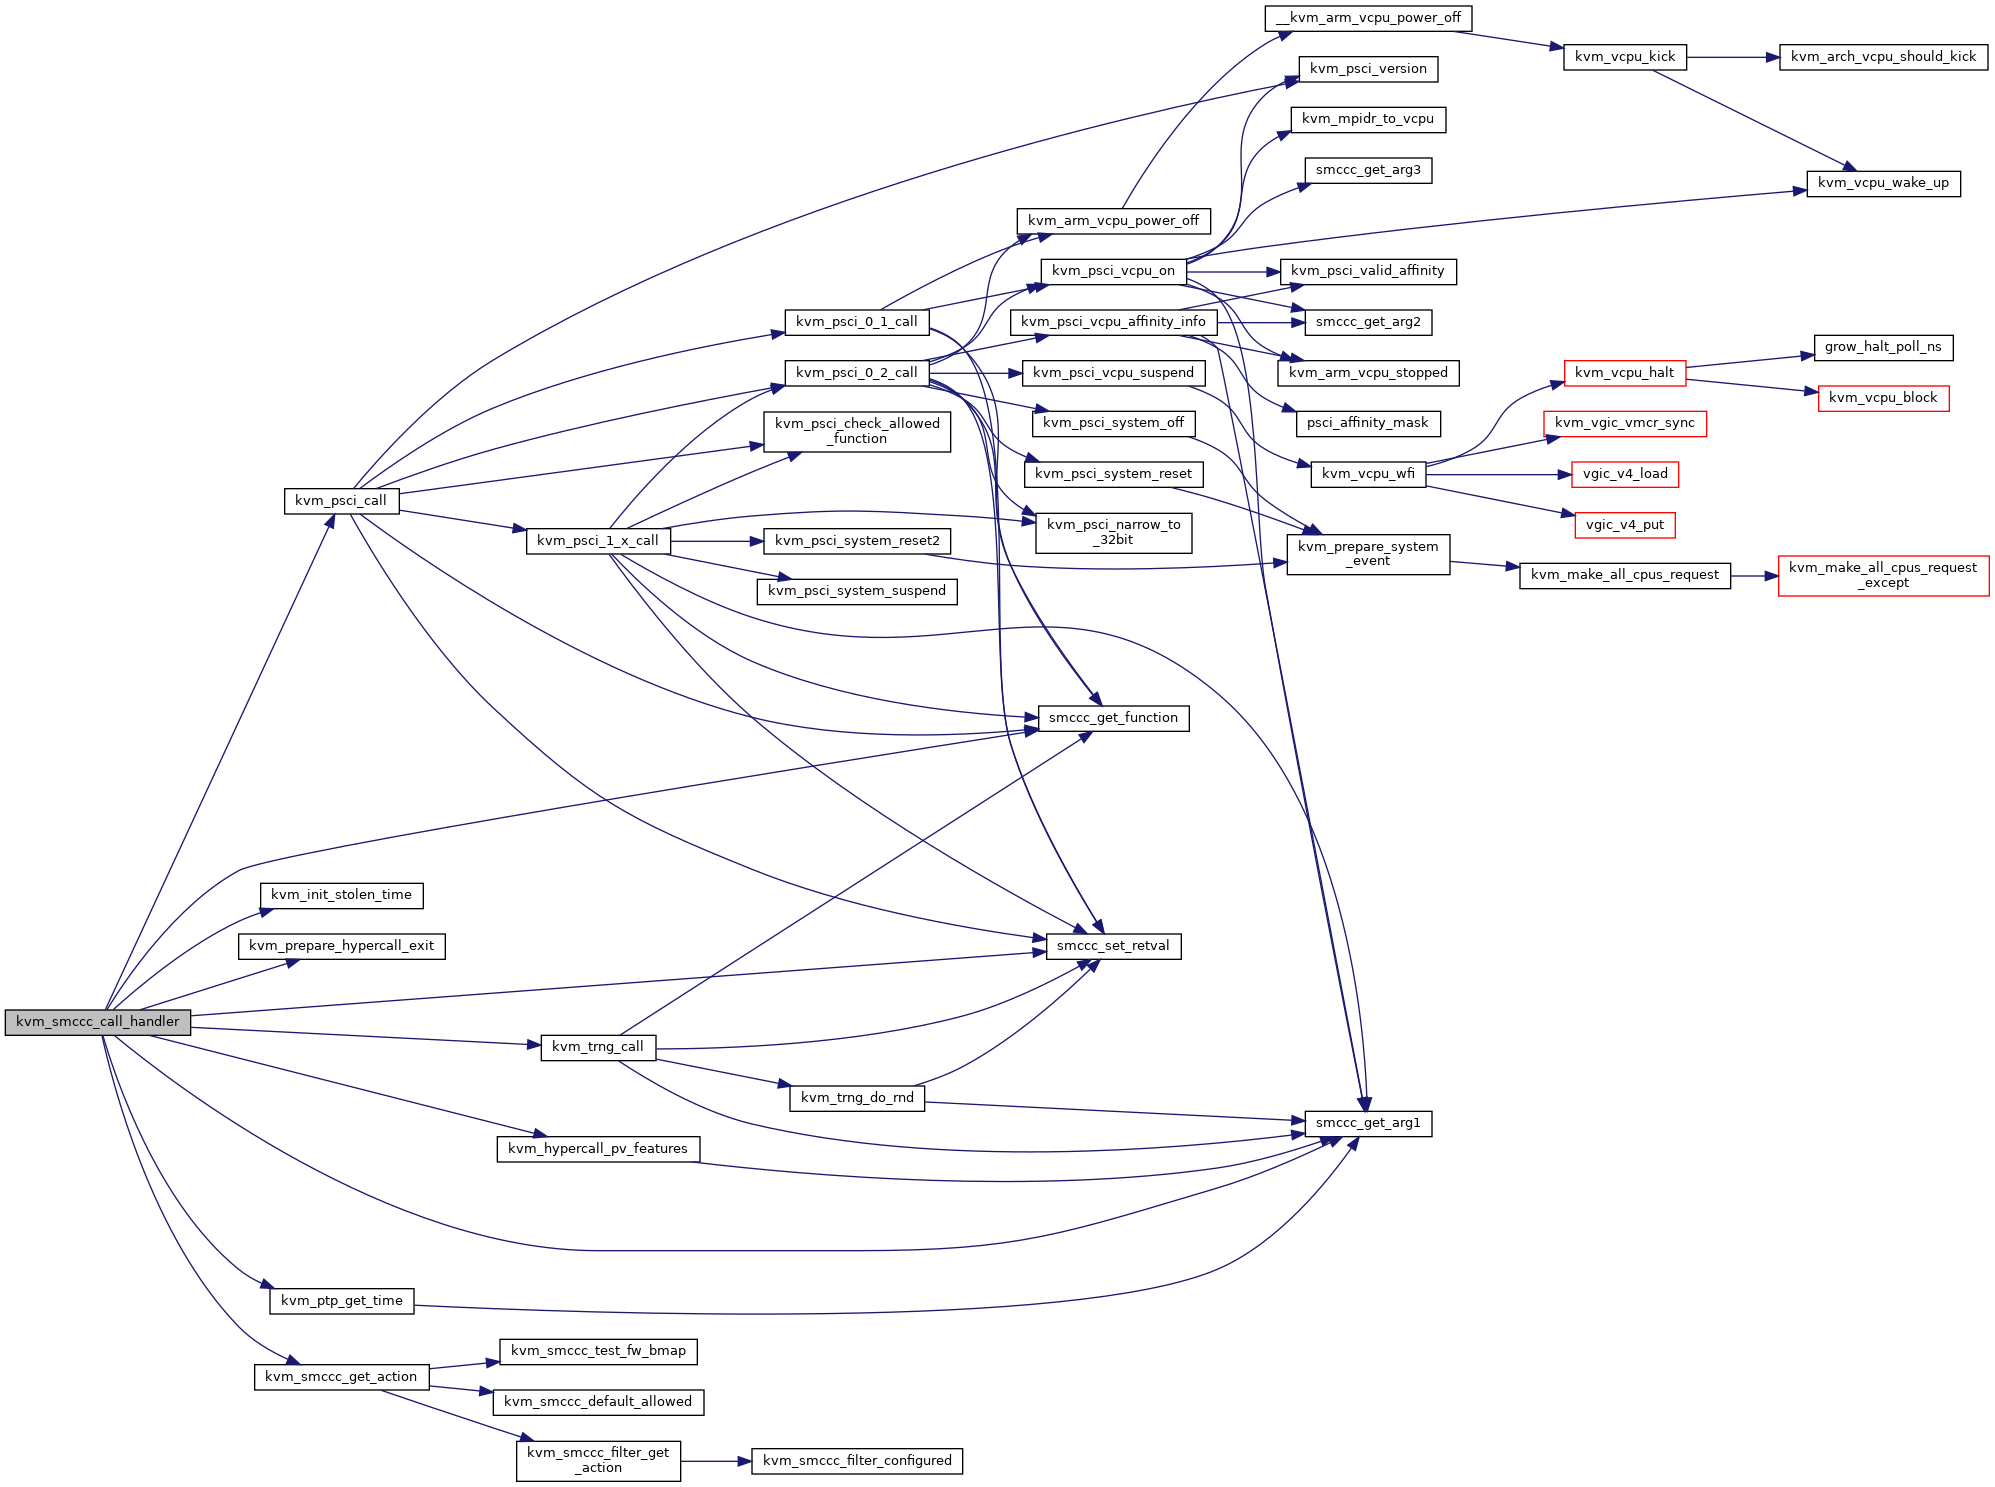 __kvm_arm_vcpu_power_off
kvm_vcpu_kick
kvm_arch_vcpu_should_kick
kvm_psci_version
kvm_mpidr_to_vcpu
smccc_get_arg3
kvm_vcpu_wake_up
kvm_arm_vcpu_power_off
kvm_psci_vcpu_on
kvm_psci_valid_affinity
kvm_psci_0_1_call
kvm_psci_vcpu_affinity_info
smccc_get_arg2
grow_halt_poll_ns
kvm_psci_0_2_call
kvm_psci_vcpu_suspend
kvm_arm_vcpu_stopped
kvm_vcpu_halt
kvm_vcpu_block
kvm_psci_check_allowed
_function
kvm_psci_system_off
psci_affinity_mask
kvm_vgic_vmcr_sync
kvm_psci_system_reset
kvm_vcpu_wfi
vgic_v4_load
kvm_psci_call
vgic_v4_put
kvm_psci_1_x_call
kvm_psci_system_reset2
kvm_psci_narrow_to
_32bit
kvm_prepare_system
_event
kvm_make_all_cpus_request
kvm_make_all_cpus_request
_except
kvm_psci_system_suspend
smccc_get_function
kvm_init_stolen_time
kvm_prepare_hypercall_exit
smccc_set_retval
kvm_smccc_call_handler
kvm_trng_call
kvm_trng_do_rnd
smccc_get_arg1
kvm_hypercall_pv_features
kvm_ptp_get_time
kvm_smccc_test_fw_bmap
kvm_smccc_get_action
kvm_smccc_default_allowed
kvm_smccc_filter_get
_action
kvm_smccc_filter_configured